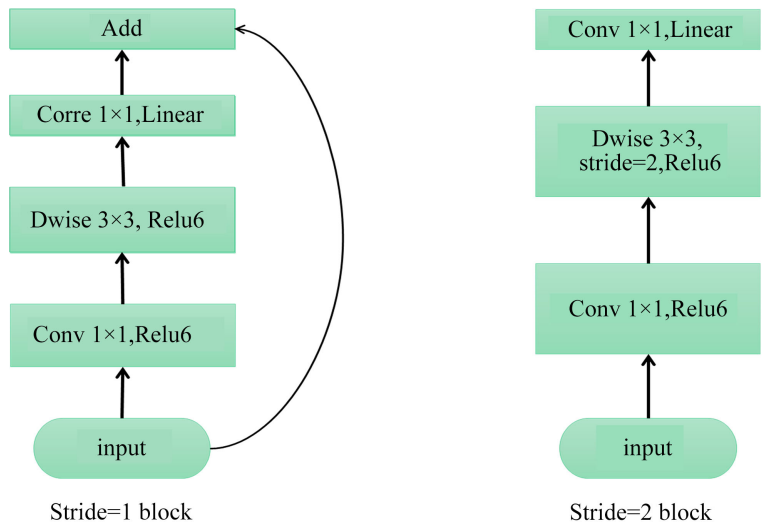 Add
Corre 1×1,Linear
Dwise 3×3, Relu6
Conv 1×1,Relu6
input
Stride=1 block
Conv 1×1,Linear
Dwise 3×3,
stride=2,Relu6
Conv 1×1,Relu6
input
Stride=2 block